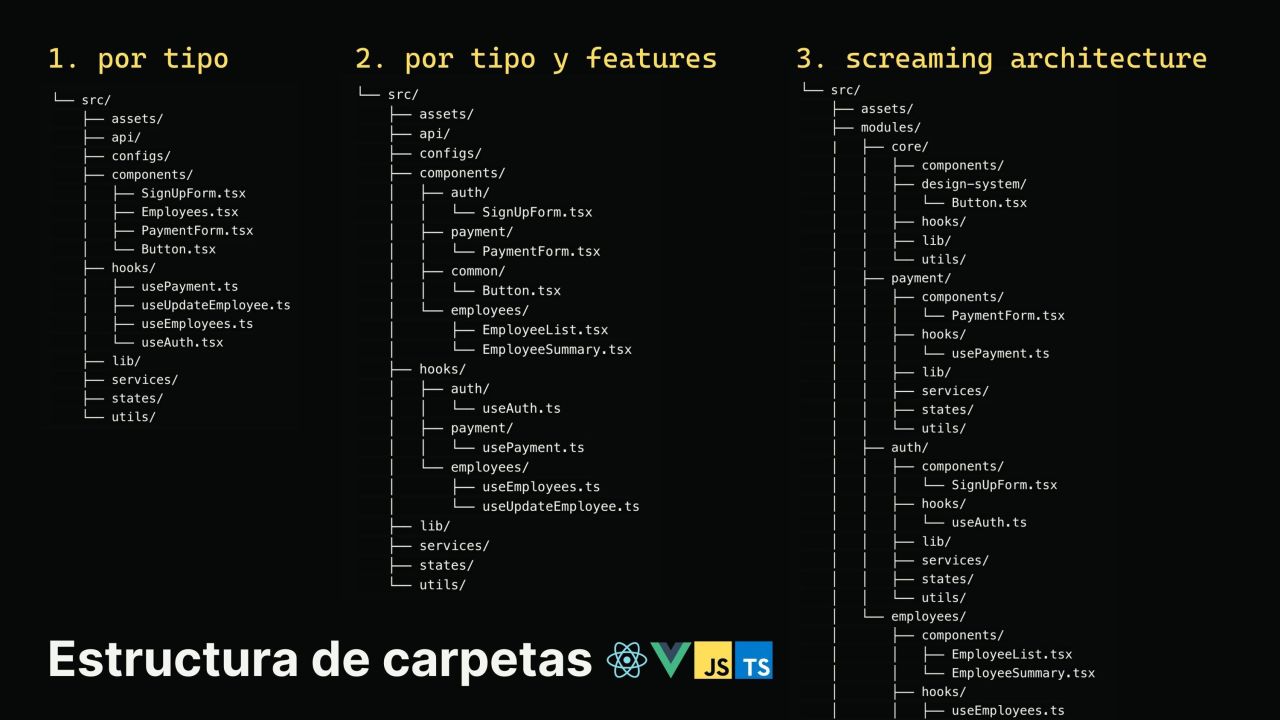 1. por tipo
└── src/
    ├── assets/
    ├── api/
    ├── configs/
    ├── components/
    │   ├── SignUpForm.tsx
    │   ├── Employees.tsx
    │   ├── PaymentForm.tsx
    │   └── Button.tsx
    ├── hooks/
    │   ├── usePayment.ts
    │   ├── useUpdateEmployee.ts
    │   ├── useEmployees.ts
    │   └── useAuth.tsx
    ├── lib/
    ├── services/
    ├── states/
    └── utils/
2. por tipo y features
└── src/
    ├── assets/
    ├── api/
    ├── configs/
    ├── components/
    │   ├── auth/
    │   │   └── SignUpForm.tsx
    │   ├── payment/
    │   │   └── PaymentForm.tsx
    │   ├── common/
    │   │   └── Button.tsx
    │   └── employees/
    │       ├── EmployeeList.tsx
    │       └── EmployeeSummary.tsx
    ├── hooks/
    │   ├── auth/
    │   │   └── useAuth.ts
    │   ├── payment/
    │   │   └── usePayment.ts
    │   └── employees/
    │       ├── useEmployees.ts
    │       └── useUpdateEmployee.ts
    ├── lib/
    ├── services/
    ├── states/
    └── utils/
3. screaming architecture
└── src/
    ├── assets/
    ├── modules/
    |   ├── core/
    │   │   ├── components/
    │   │   ├── design-system/
    │   │   │   └── Button.tsx
    │   │   ├── hooks/
    │   │   ├── lib/
    │   │   └── utils/
    │   ├── payment/
    │   │   ├── components/
    │   │   │   └── PaymentForm.tsx
    │   │   ├── hooks/
    │   │   │   └── usePayment.ts
    │   │   ├── lib/
    │   │   ├── services/
    │   │   ├── states/
    │   │   └── utils/
    │   ├── auth/
    │   │   ├── components/
    │   │   │   └── SignUpForm.tsx
    │   │   ├── hooks/
    │   │   │   └── useAuth.ts
    │   │   ├── lib/
    │   │   ├── services/
    │   │   ├── states/
    │   │   └── utils/
    │   └── employees/
    │       ├── components/
    │       │   ├── EmployeeList.tsx
    │       │   └── EmployeeSummary.tsx
    │       ├── hooks/
    │       │   ├── useEmployees.ts
Estructura de carpetas JS TS